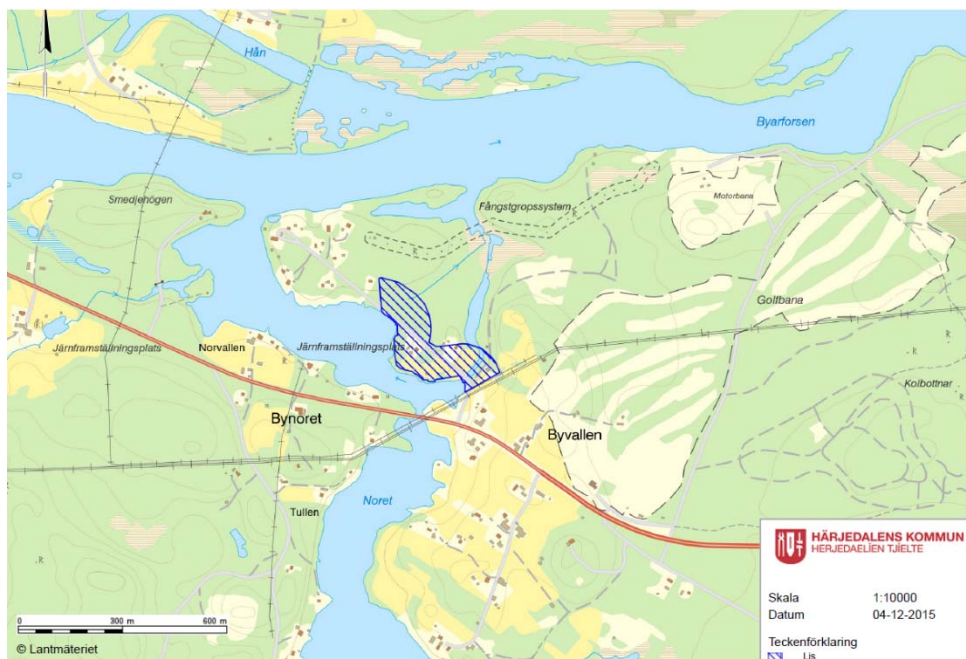 Hån
Byarforsen
Smedjehögen
Fångstgropssystem
Motorbana
R
Golfbana
Järnframställningsplats
Norvallen
Järnframställningsplats
R
R
Kolbottnar
R
Bynoret
Byvallen
Noret
Tullen
R
HÄRJEDALENS KOMMUN
HERJEDAELIEN TJIELTE
Skala 1:10000
Datum 04-12-2015
Teckenförklaring
Lis
0 300 m 600 m
© Lantmäteriet